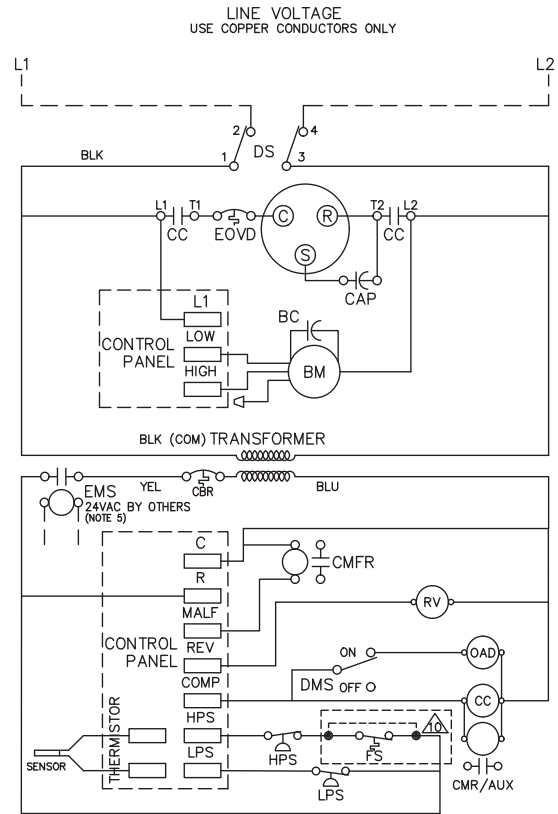 LINE VOLTAGE
USE COPPER CONDUCTORS ONLY
L1
L2
2
4
BLK
1
DS
3
L1
T1
T2
L2
CC
EOVD
C
R
CC
S
CAP
L1
LOW
CONTROL
PANEL
HIGH
BC
BM
BLK (COM) TRANSFORMER
EMS
YEL
CBR
BLU
24VAC BY OTHERS
(NOTE 5)
C
R
CMFR
MALF
RV
CONTROL
PANEL
REV
ON
OAD
COMP
DMS OFF
CC
HPS
10
THERMISTOR
LPS
HPS
FS
SENSOR
LPS
CMR/AUX